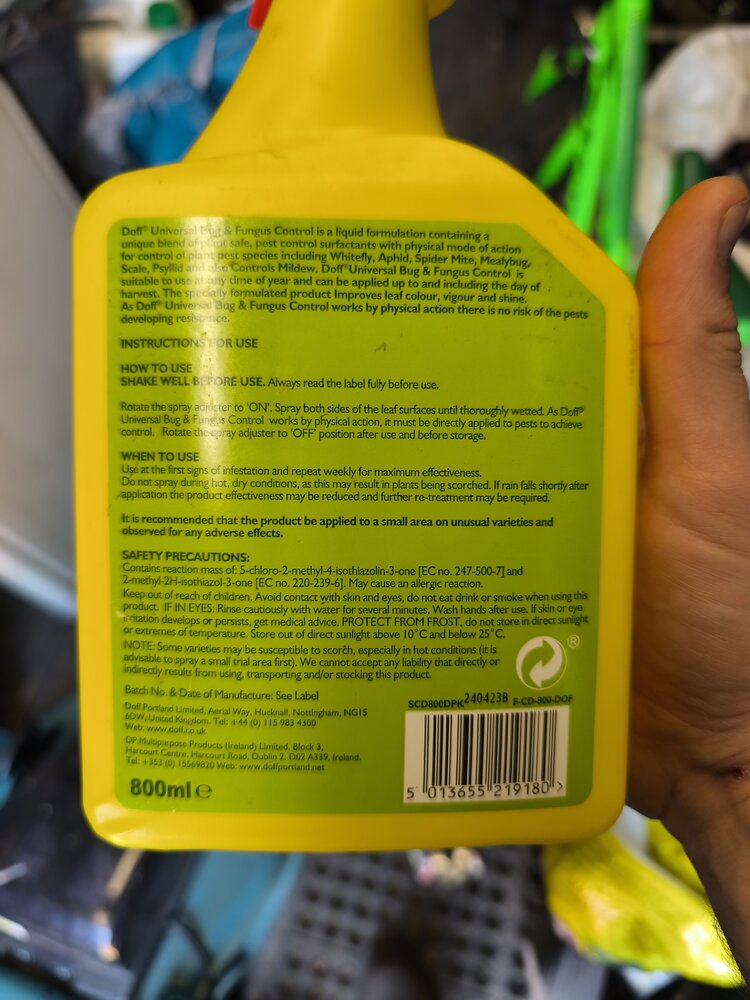 Doff® Universal Bug & Fungus Control is a liquid formulation containing a
unique blend of plant safe, pest control surfactants with physical mode of action
for control of plant pest species including Whitefly, Aphid, Spider Mite, Mealybug,
Scale, Psyllid and also Controls Mildew. Doff® Universal Bug & Fungus Control is
suitable to use at any time of year and can be applied up to and including the day of
harvest. The specially formulated product Improves leaf colour, vigour and shine.
As Doff® Universal Bug & Fungus Control works by physical action there is no risk of the pests
developing resistance.
INSTRUCTIONS FOR USE
HOW TO USE
SHAKE WELL BEFORE USE. Always read the label fully before use.
Rotate the spray adjuster to 'ON'. Spray both sides of the leaf surfaces until thoroughly wetted. As Doff®
Universal Bug & Fungus Control works by physical action, it must be directly applied to pests to achieve
control. Rotate the spray adjuster to 'OFF' position after use and before storage.
WHEN TO USE
Use at the first signs of infestation and repeat weekly for maximum effectiveness.
Do not spray during hot, dry conditions, as this may result in plants being scorched. If rain falls shortly after
application the product effectiveness may be reduced and further re-treatment may be required.
It is recommended that the product be applied to a small area on unusual varieties and
observed for any adverse effects.
SAFETY PRECAUTIONS:
Contains reaction mass of: 5-chloro-2-methyl-4-isothiazolin-3-one [EC no. 247-500-7] and
2-methyl-2H-isothiazol-3-one [EC no. 220-239-6]. May cause an allergic reaction.
Keep out of reach of children. Avoid contact with skin and eyes, do not eat drink or smoke when using this
product. IF IN EYES: Rinse cautiously with water for several minutes. Wash hands after use. If skin or eye
irritation develops or persists, get medical advice. PROTECT FROM FROST, do not store in direct sunlight
or extremes of temperature. Store out of direct sunlight above 10°C and below 25°C.
NOTE: Some varieties may be susceptible to scorch, especially in hot conditions (it is
advisable to spray a small trial area first). We cannot accept any liability that directly or
indirectly results from using, transporting and/or stocking this product.
®
Batch No. & Date of Manufacture: See Label
Doff Portland Limited, Aerial Way, Hucknall, Nottingham, NG15
6DW, United Kingdom. Tel: +44 (0) 115 983 4300
Web. www.doff.co.uk
DP Multipurpose Products (Ireland) Limited, Block 3,
Harcourt Centre, Harcourt Road, Dublin 2. D02 A339, Ireland.
Tel: +353 (0) 15569820 Web: www.doffportland.net
800ml ℮
SCD800DPK 240423B F-CD-800-DOF
5 013655 219180 >